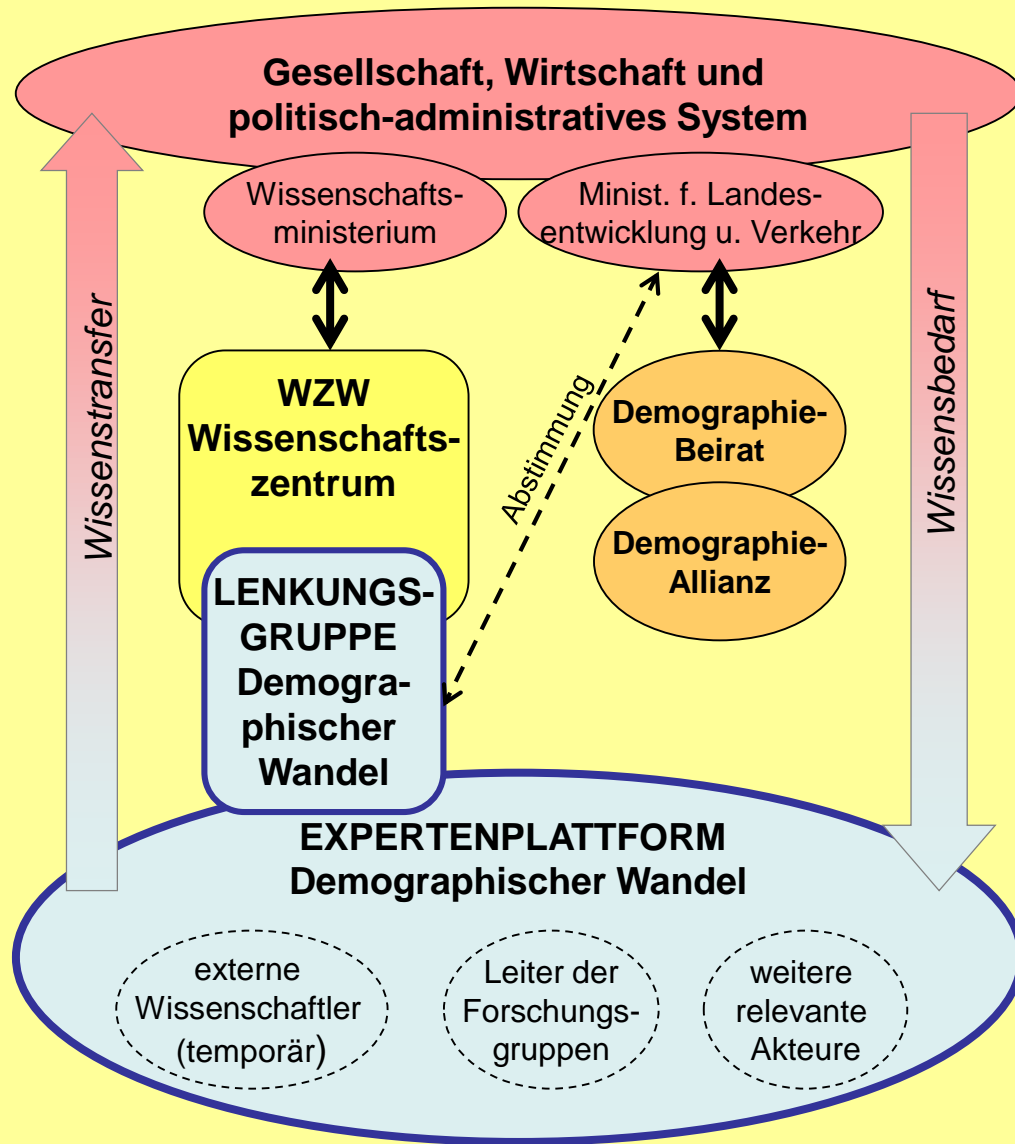 Gesellschaft, Wirtschaft und
politisch-administratives System
Wissenschafts-
ministerium
Minist. f. Landes-
entwicklung u. Verkehr
Wissenstransfer
WZW
Wissenschafts-
zentrum
Abstimmung
Demographie-
Beirat
Demographie-
Allianz
Wissensbedarf
LENKUNGS-
GRUPPE
Demogra-
phischer
Wandel
EXPERTENPLATTFORM
Demographischer Wandel
externe
Wissenschaftler
(temporär)
Leiter der
Forschungs-
gruppen
weitere
relevante
Akteure